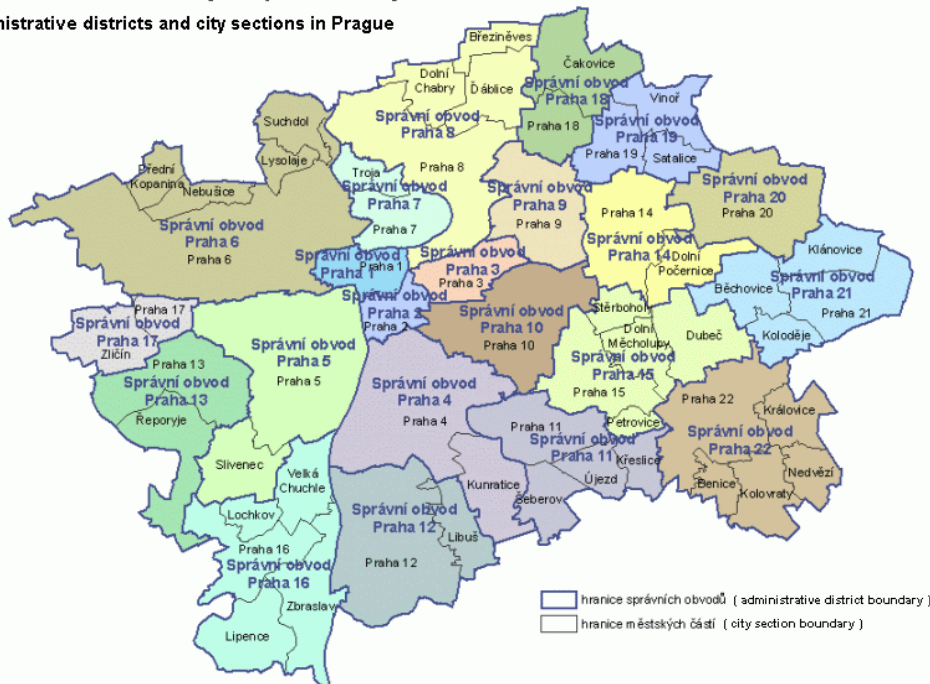 nistrative districts and city sections in Prague
Březiněves
Čakovice
Dolní
Chabry
Ďáblice
Správní obvod
Praha 18
Praha 18
Vinoř
Správní obvod
Praha 19
Praha 19
Satalice
Správní obvod
Praha 8
Praha 8
Suchdol
Lysolaje
Přední
Kopanina
Nebušice
Správní obvod
Praha 6
Praha 6
Troja
Správní obvod
Praha 7
Praha 7
Správní obvod
Praha 9
Praha 9
Správní obvod
Praha 20
Praha 20
Praha 14
Správní obvod
Praha 14
Dolní
Počernice
Správní obvod
Praha 1
Praha 1
Správní obvod
Praha 3
Praha 3
Správní obvod
Praha 2
Praha 2
Klánovice
Běchovice
Správní obvod
Praha 21
Praha 21
Koloděje
Praha 17
Správní obvod
Praha 17
Zličín
Správní obvod
Praha 10
Praha 10
Štěrboholy
Dolní
Měcholupy
Dubeč
Správní obvod
Praha 15
Praha 15
Petrovice
Správní obvod
Praha 5
Praha 5
Praha 13
Správní obvod
Praha 13
Řeporyje
Slivenec
Správní obvod
Praha 4
Praha 4
Kunratice
Praha 11
Správní obvod
Praha 11
Křeslice
Újezd
Šeberov
Praha 22
Královice
Správní obvod
Praha 22
Nedvězí
Benice
Kolovraty
Velká
Chuchle
Lochkov
Praha 16
Správní obvod
Praha 16
Zbraslav
Lipence
Správní obvod
Praha 12
Libuš
Praha 12
hranice správních obvodů ( administrative district boundary )
hranice městských částí ( city section boundary )